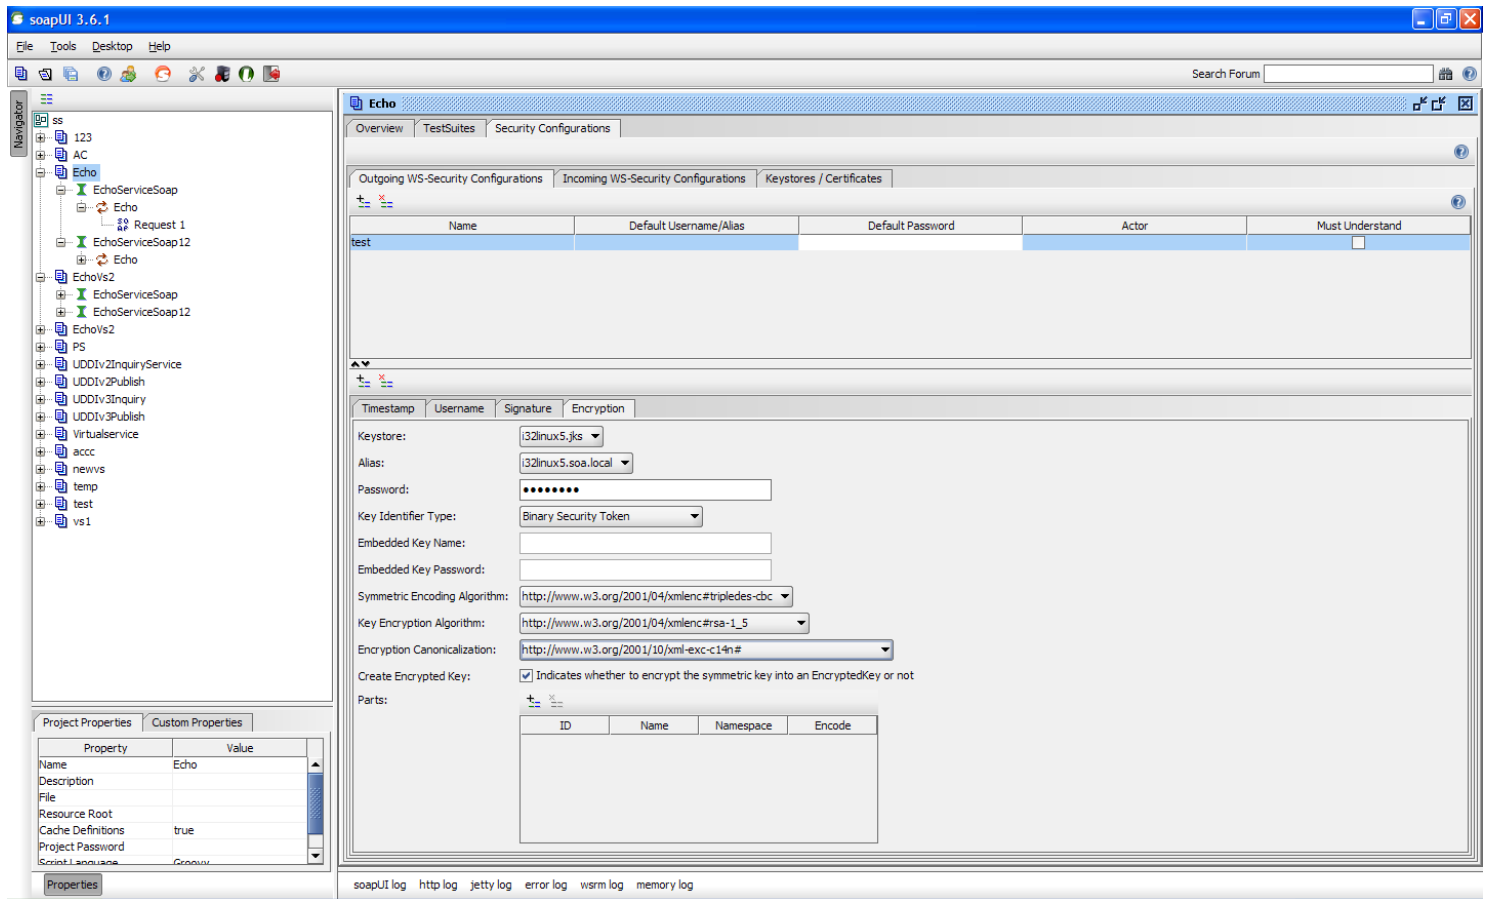 soapUI 3.6.1
File Tools Desktop Help
Search Forum
Navigator
ss
123
AC
Echo
EchoServiceSoap
Echo
Request 1
EchoServiceSoap12
Echo
EchoVs2
EchoServiceSoap
EchoServiceSoap12
EchoVs2
PS
UDDIv2InquiryService
UDDIv2Publish
UDDIv3Inquiry
UDDIv3Publish
Virtualservice
accc
newvs
temp
test
vs1
Project Properties Custom Properties
Property Value
Name Echo
Description
File
Resource Root
Cache Definitions true
Project Password
Script Language Groovy
Properties
Echo
Overview TestSuites Security Configurations
Outgoing WS-Security Configurations Incoming WS-Security Configurations Keystores / Certificates
Name Default Username/Alias Default Password Actor Must Understand
test
Timestamp Username Signature Encryption
Keystore: i32linux5.jks
Alias: i32linux5.soa.local
Password: ••••••••
Key Identifier Type: Binary Security Token
Embedded Key Name:
Embedded Key Password:
Symmetric Encoding Algorithm: http://www.w3.org/2001/04/xmlenc#tripledes-cbc
Key Encryption Algorithm: http://www.w3.org/2001/04/xmlenc#rsa-1_5
Encryption Canonicalization: http://www.w3.org/2001/10/xml-exc-c14n#
Create Encrypted Key: Indicates whether to encrypt the symmetric key into an EncryptedKey or not
Parts:
ID Name Namespace Encode
soapUI log http log jetty log error log wsrm log memory log